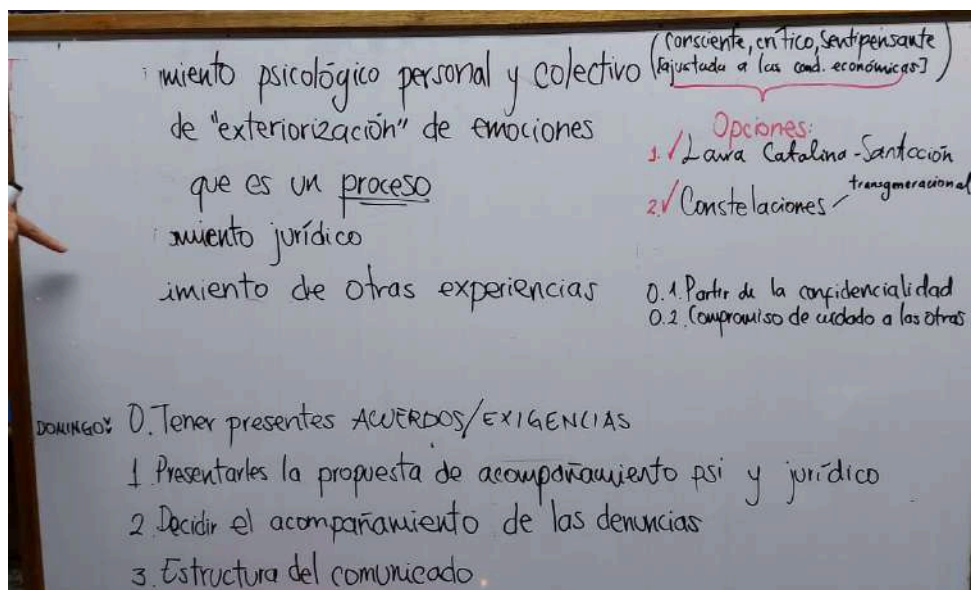 miento psicológico personal y colectivo
de "exteriorización" de emociones
que es un proceso
miento jurídico
imiento de otras experiencias
(consciente, crítico, sentipensante
[ajustada a las cond. económicas])
Opciones:
1. ✓ Laura Catalina - Santoción
2. ✓ Constelaciones transgeneracional
0.1. Partir de la confidencialidad
0.2. Compromiso de cuidado a las otras
DOMINGO: 0. Tener presentes ACUERDOS/EXIGENCIAS
1 Presentarles la propuesta de acompañamiento psi y jurídico
2 Decidir el acompañamiento de las denuncias
3. Estructura del comunicado.